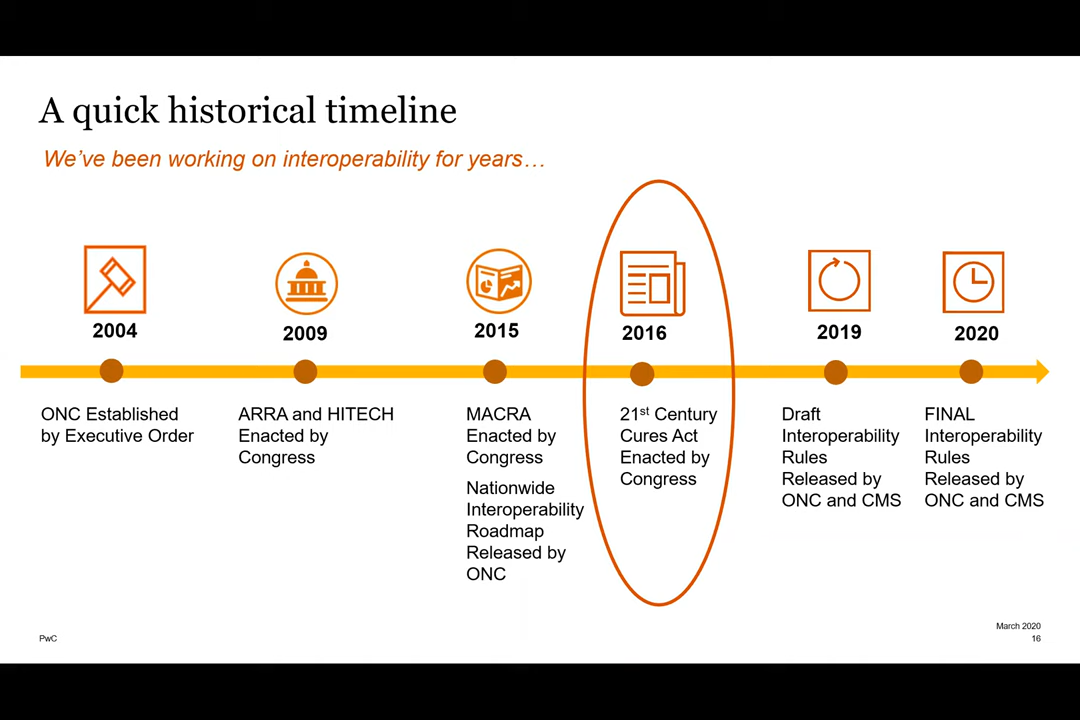 A quick historical timeline
We've been working on interoperability for years…
2004
ONC Established
by Executive Order
2009
ARRA and HITECH
Enacted by
Congress
2015
MACRA
Enacted by
Congress
Nationwide
Interoperability
Roadmap
Released by
ONC
2016
21st Century
Cures Act
Enacted by
Congress
2019
Draft
Interoperability
Rules
Released by
ONC and CMS
2020
FINAL
Interoperability
Rules
Released by
ONC and CMS
March 2020
PwC
16